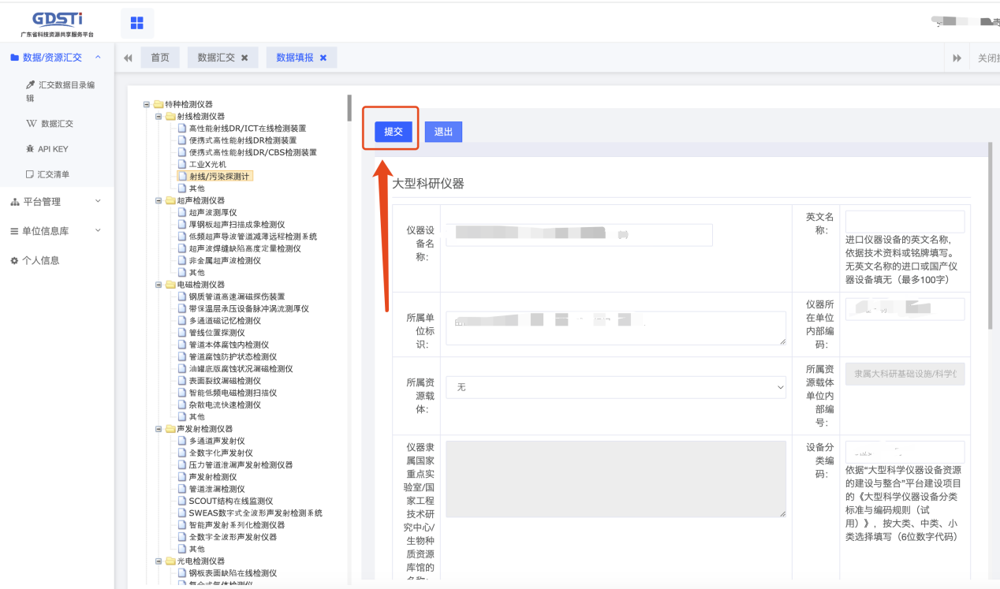 GDSTi
广东省科技资源共享服务平台
数据/资源汇交
汇交数据目录编
辑
数据汇交
API KEY
汇交清单
平台管理
单位信息库
个人信息
首页
数据汇交
数据填报
关闭
特种检测仪器
射线检测仪器
高性能射线DR/ICT在线检测装置
便携式高性能射线DR检测装置
便携式高性能射线DR/CBS检测装置
工业X光机
射线/污染探测计
其他
超声检测仪器
超声波测厚仪
厚钢板超声扫描成象检测仪
低频超声导波管道减薄远程检测系统
超声波焊缝缺陷高度定量检测仪
非金属超声波检测仪
其他
电磁检测仪器
钢质管道高速漏磁探伤装置
带保温层承压设备脉冲涡流测厚仪
多通道磁记忆检测仪
管线位置探测仪
管道本体腐蚀内检测仪
管道腐蚀防护状态检测仪
油罐底版腐蚀状况漏磁检测仪
表面裂纹漏磁检测仪
智能低频电磁检测扫描仪
杂散电流快速检测仪
其他
声发射检测仪器
多通道声发射仪
全数字化声发射仪
压力管道泄漏声发射检测仪器
声发射检测仪
管道泄漏检测仪
SCOUT结构在线监测仪
SWEAS数字式全波形声发射检测系统
智能声发射系列化检测仪器
全数字全波形声发射仪器
其他
光电检测仪器
钢板表面缺陷在线检测仪
复合式气体检测仪
提交
退出
大型科研仪器
仪器设
备名
称:
英文名
称:
进口仪器设备的英文名称,
依据技术资料或铭牌填写。
无英文名称的进口或国产仪
器设备填无（最多100字）
所属单
位标
识:
仪器所
在单位
内部编
码:
所属资
源载
体:
无
所属资
源载体
单位内
部编
号:
隶属大科研基础设施/科学仪
仪器隶
属国家
重点实
验室/国
家工程
技术研
究中心/
生物种
质资源
库馆的
名称:
设备分
类编
码:
依据“大型科学仪器设备资源
的建设与整合”平台建设项目
的《大型科学仪器设备分类
标准与编码规则（试
用）》，按大类、中类、小
类选择填写（6位数字代码）